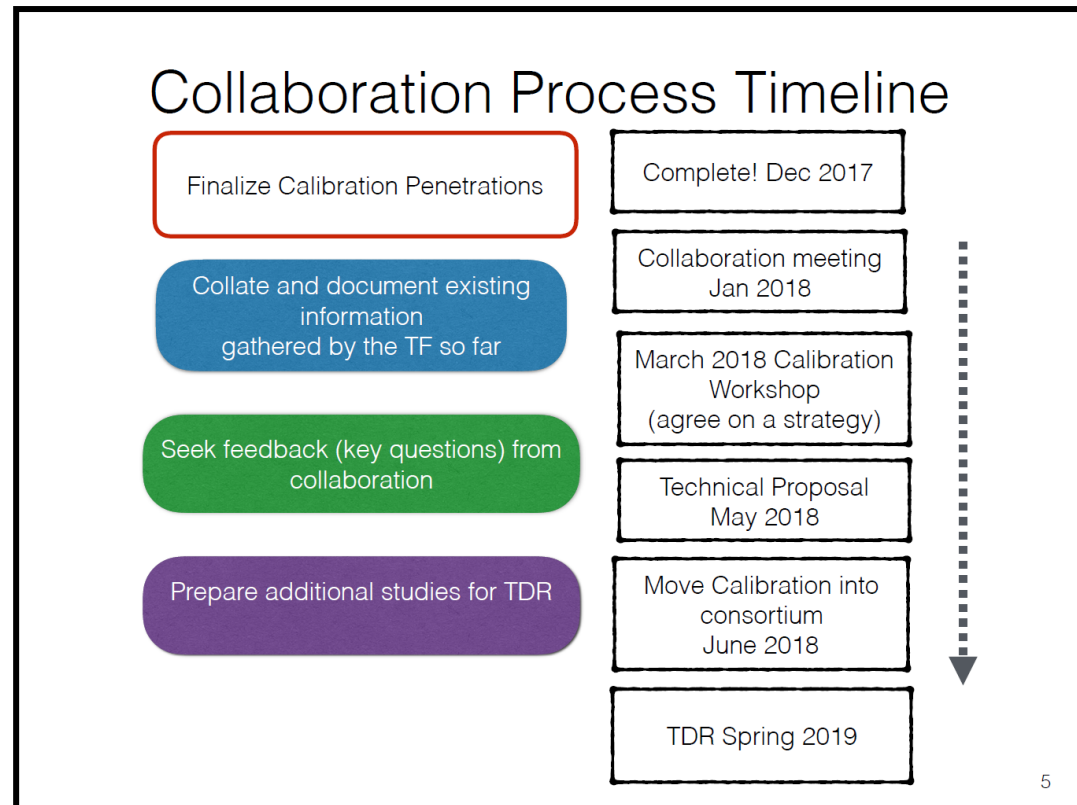 Collaboration Process Timeline
Finalize Calibration Penetrations
Complete! Dec 2017
Collate and document existing
information
gathered by the TF so far
Collaboration meeting
Jan 2018
March 2018 Calibration
Workshop
(agree on a strategy)
Seek feedback (key questions) from
collaboration
Technical Proposal
May 2018
Prepare additional studies for TDR
Move Calibration into
consortium
June 2018
TDR Spring 2019
5